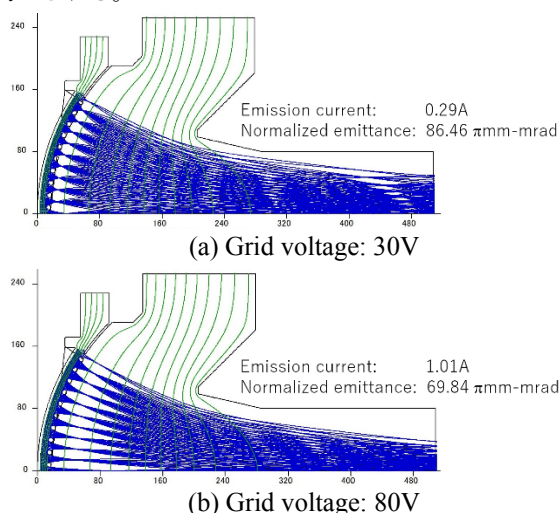 240
160
80
0
0 80 160 240 320 400 480
Emission current: 0.29A
Normalized emittance: 86.46 πmm-mrad
(a) Grid voltage: 30V
240
160
80
0
0 80 160 240 320 400 480
Emission current: 1.01A
Normalized emittance: 69.84 πmm-mrad
(b) Grid voltage: 80V